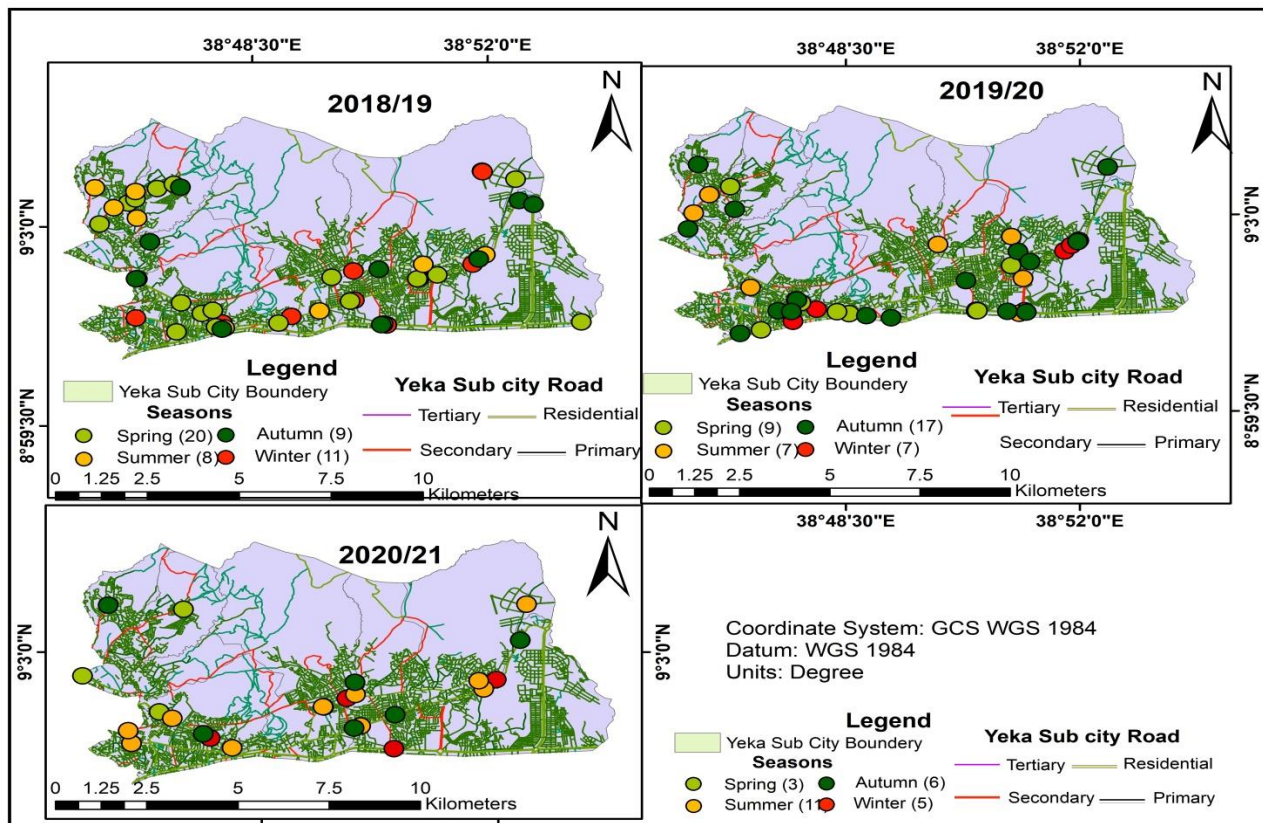 38°48'30"E 38°52'0"E
38°48'30"E 38°52'0"E
2018/19
N
9°3'0"N
8°59'30"N
Legend
Yeka Sub City Boundery
Seasons
Spring (20) Autumn (9)
Summer (8) Winter (11)
Yeka Sub city Road
Tertiary Residential
Secondary Primary
0 1.25 2.5 5 7.5 10
Kilometers
2019/20
N
9°3'0"N
8°59'30"N
Legend
Yeka Sub City Boundery
Seasons
Spring (9) Autumn (17)
Summer (7) Winter (7)
Yeka Sub city Road
Tertiary Residential
Secondary Primary
0 1.25 2.5 5 7.5 10
Kilometers
38°48'30"E 38°52'0"E
2020/21
N
9°3'0"N
9°3'0"N
0 1.25 2.5 5 7.5 10
Kilometers
Coordinate System: GCS WGS 1984
Datum: WGS 1984
Units: Degree
Legend
Yeka Sub City Boundery
Seasons
Spring (3) Autumn (6)
Summer (11) Winter (5)
Yeka Sub city Road
Tertiary Residential
Secondary Primary